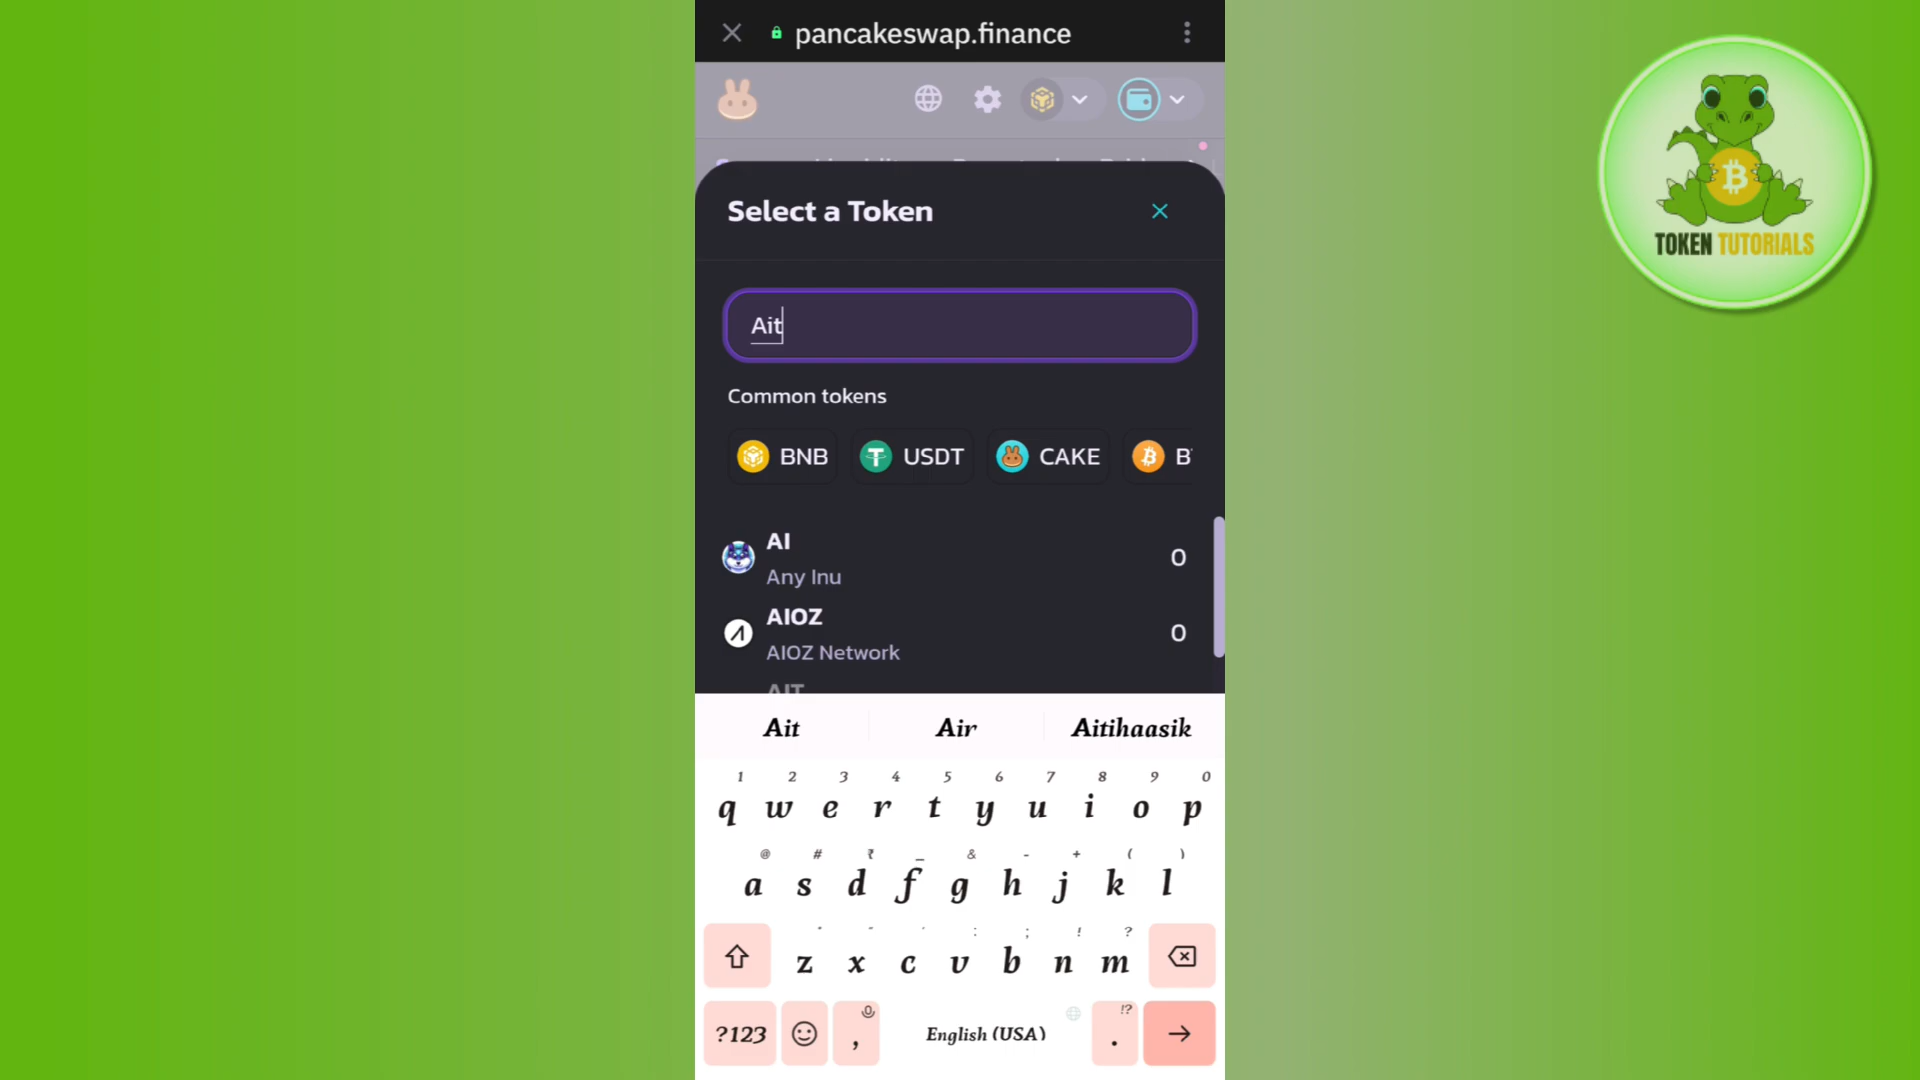 pancakeswap.finance
Select a Token
Ait
Common tokens
BNB USDT CAKE
AI
0
Any Inu
AIOZ
0
AIOZ Network
AIT
Ait Air Aitihaasik
1 2 3 4 5 6 7 8 9 0
q w e r t y u i o p
@ # ₹ _ & - + ( )
a s d f g h j k l
: ; ! ?
z x c v b n m
!?
?123 , English (USA) .
TOKEN TUTORIALS